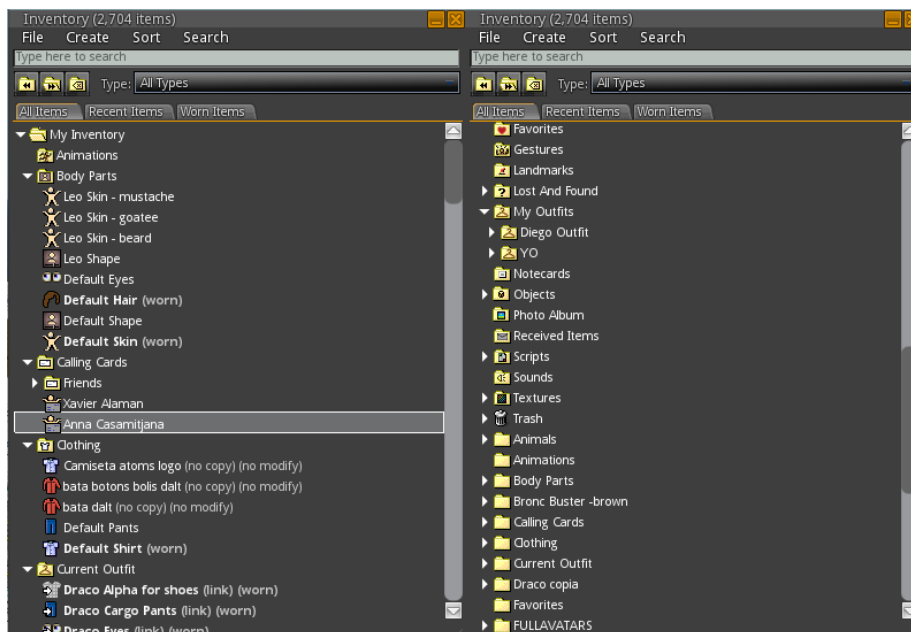 Inventory (2,704 items)
File Create Sort Search
Type here to search
Type: All Types
All Items Recent Items Worn Items
My Inventory
Animations
Body Parts
Leo Skin - mustache
Leo Skin - goatee
Leo Skin - beard
Leo Shape
Default Eyes
Default Hair (worn)
Default Shape
Default Skin (worn)
Calling Cards
Friends
Xavier Alaman
Anna Casamitjana
Clothing
Camiseta atoms logo (no copy) (no modify)
bata botons bolis dalt (no copy) (no modify)
bata dalt (no copy) (no modify)
Default Pants
Default Shirt (worn)
Current Outfit
Draco Alpha for shoes (link) (worn)
Draco Cargo Pants (link) (worn)
Draco Eyes (link) (worn)
Inventory (2,704 items)
File Create Sort Search
Type here to search
Type: All Types
All Items Recent Items Worn Items
Favorites
Gestures
Landmarks
Lost And Found
My Outfits
Diego Outfit
YO
Notecards
Objects
Photo Album
Received Items
Scripts
Sounds
Textures
Trash
Animals
Animations
Body Parts
Bronc Buster -brown
Calling Cards
Clothing
Current Outfit
Draco copia
Favorites
FULLAVATARS